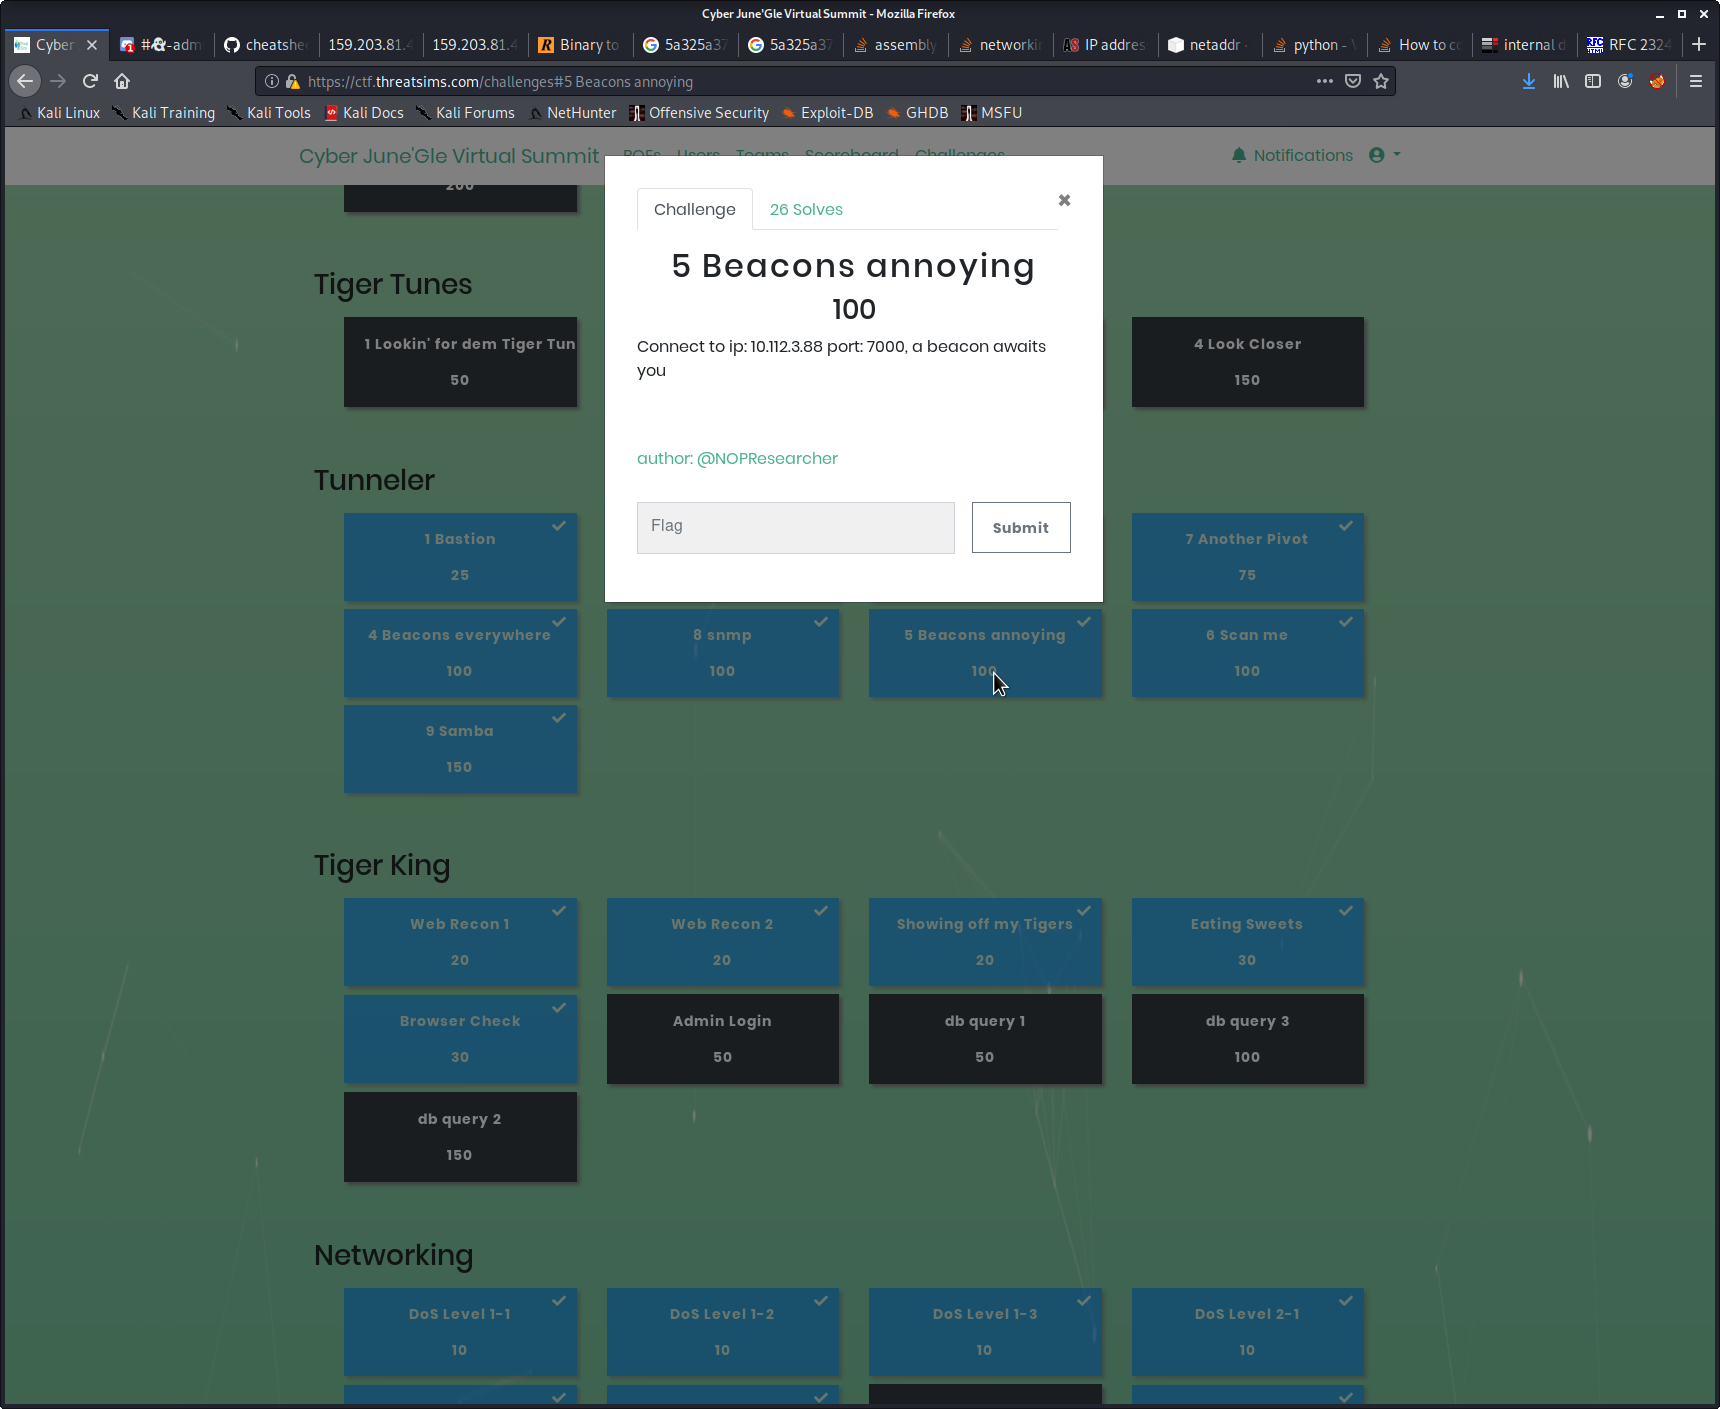 Cyber June'Gle Virtual Summit - Mozilla Firefox
Cyber
-adm
cheatshe
159.203.81.4
159.203.81.4
Binary to
5a325a37
5a325a37
assembly
networki
IP addres
netaddr
python -
How to c
internal d
RFC 2324
https://ctf.threatsims.com/challenges#5 Beacons annoying
Kali Linux
Kali Training
Kali Tools
Kali Docs
Kali Forums
NetHunter
Offensive Security
Exploit-DB
GHDB
MSFU
Cyber June'Gle Virtual Summit
Users
Teams
Scoreboard
Challenges
Notifications
200
Challenge
26 Solves
5 Beacons annoying
100
Connect to ip: 10.112.3.88 port: 7000, a beacon awaits
you
author: @NOPResearcher
Flag
Submit
Tiger Tunes
1 Lookin' for dem Tiger Tun
50
4 Look Closer
150
Tunneler
1 Bastion
25
7 Another Pivot
75
4 Beacons everywhere
100
8 snmp
100
5 Beacons annoying
100
6 Scan me
100
9 Samba
150
Tiger King
Web Recon 1
20
Web Recon 2
20
Showing off my Tigers
20
Eating Sweets
30
Browser Check
30
Admin Login
50
db query 1
50
db query 3
100
db query 2
150
Networking
DoS Level 1-1
10
DoS Level 1-2
10
DoS Level 1-3
10
DoS Level 2-1
10